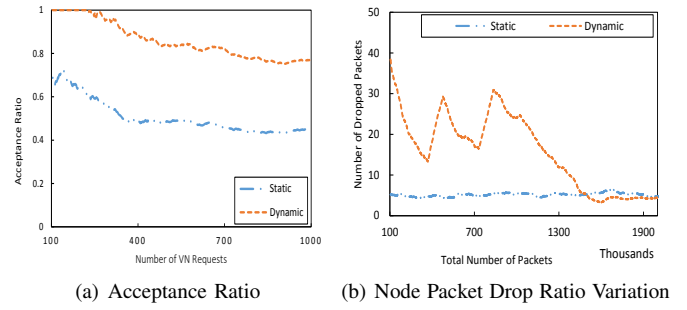 1
0.8
0.6
0.4
0.2
0
Acceptance Ratio
100 400 700 1000
Number of VN Requests
Static
Dynamic
(a) Acceptance Ratio
50
40
30
20
10
0
Number of Dropped Packets
Static Dynamic
100 700 1300 1900
Total Number of Packets Thousands
(b) Node Packet Drop Ratio Variation